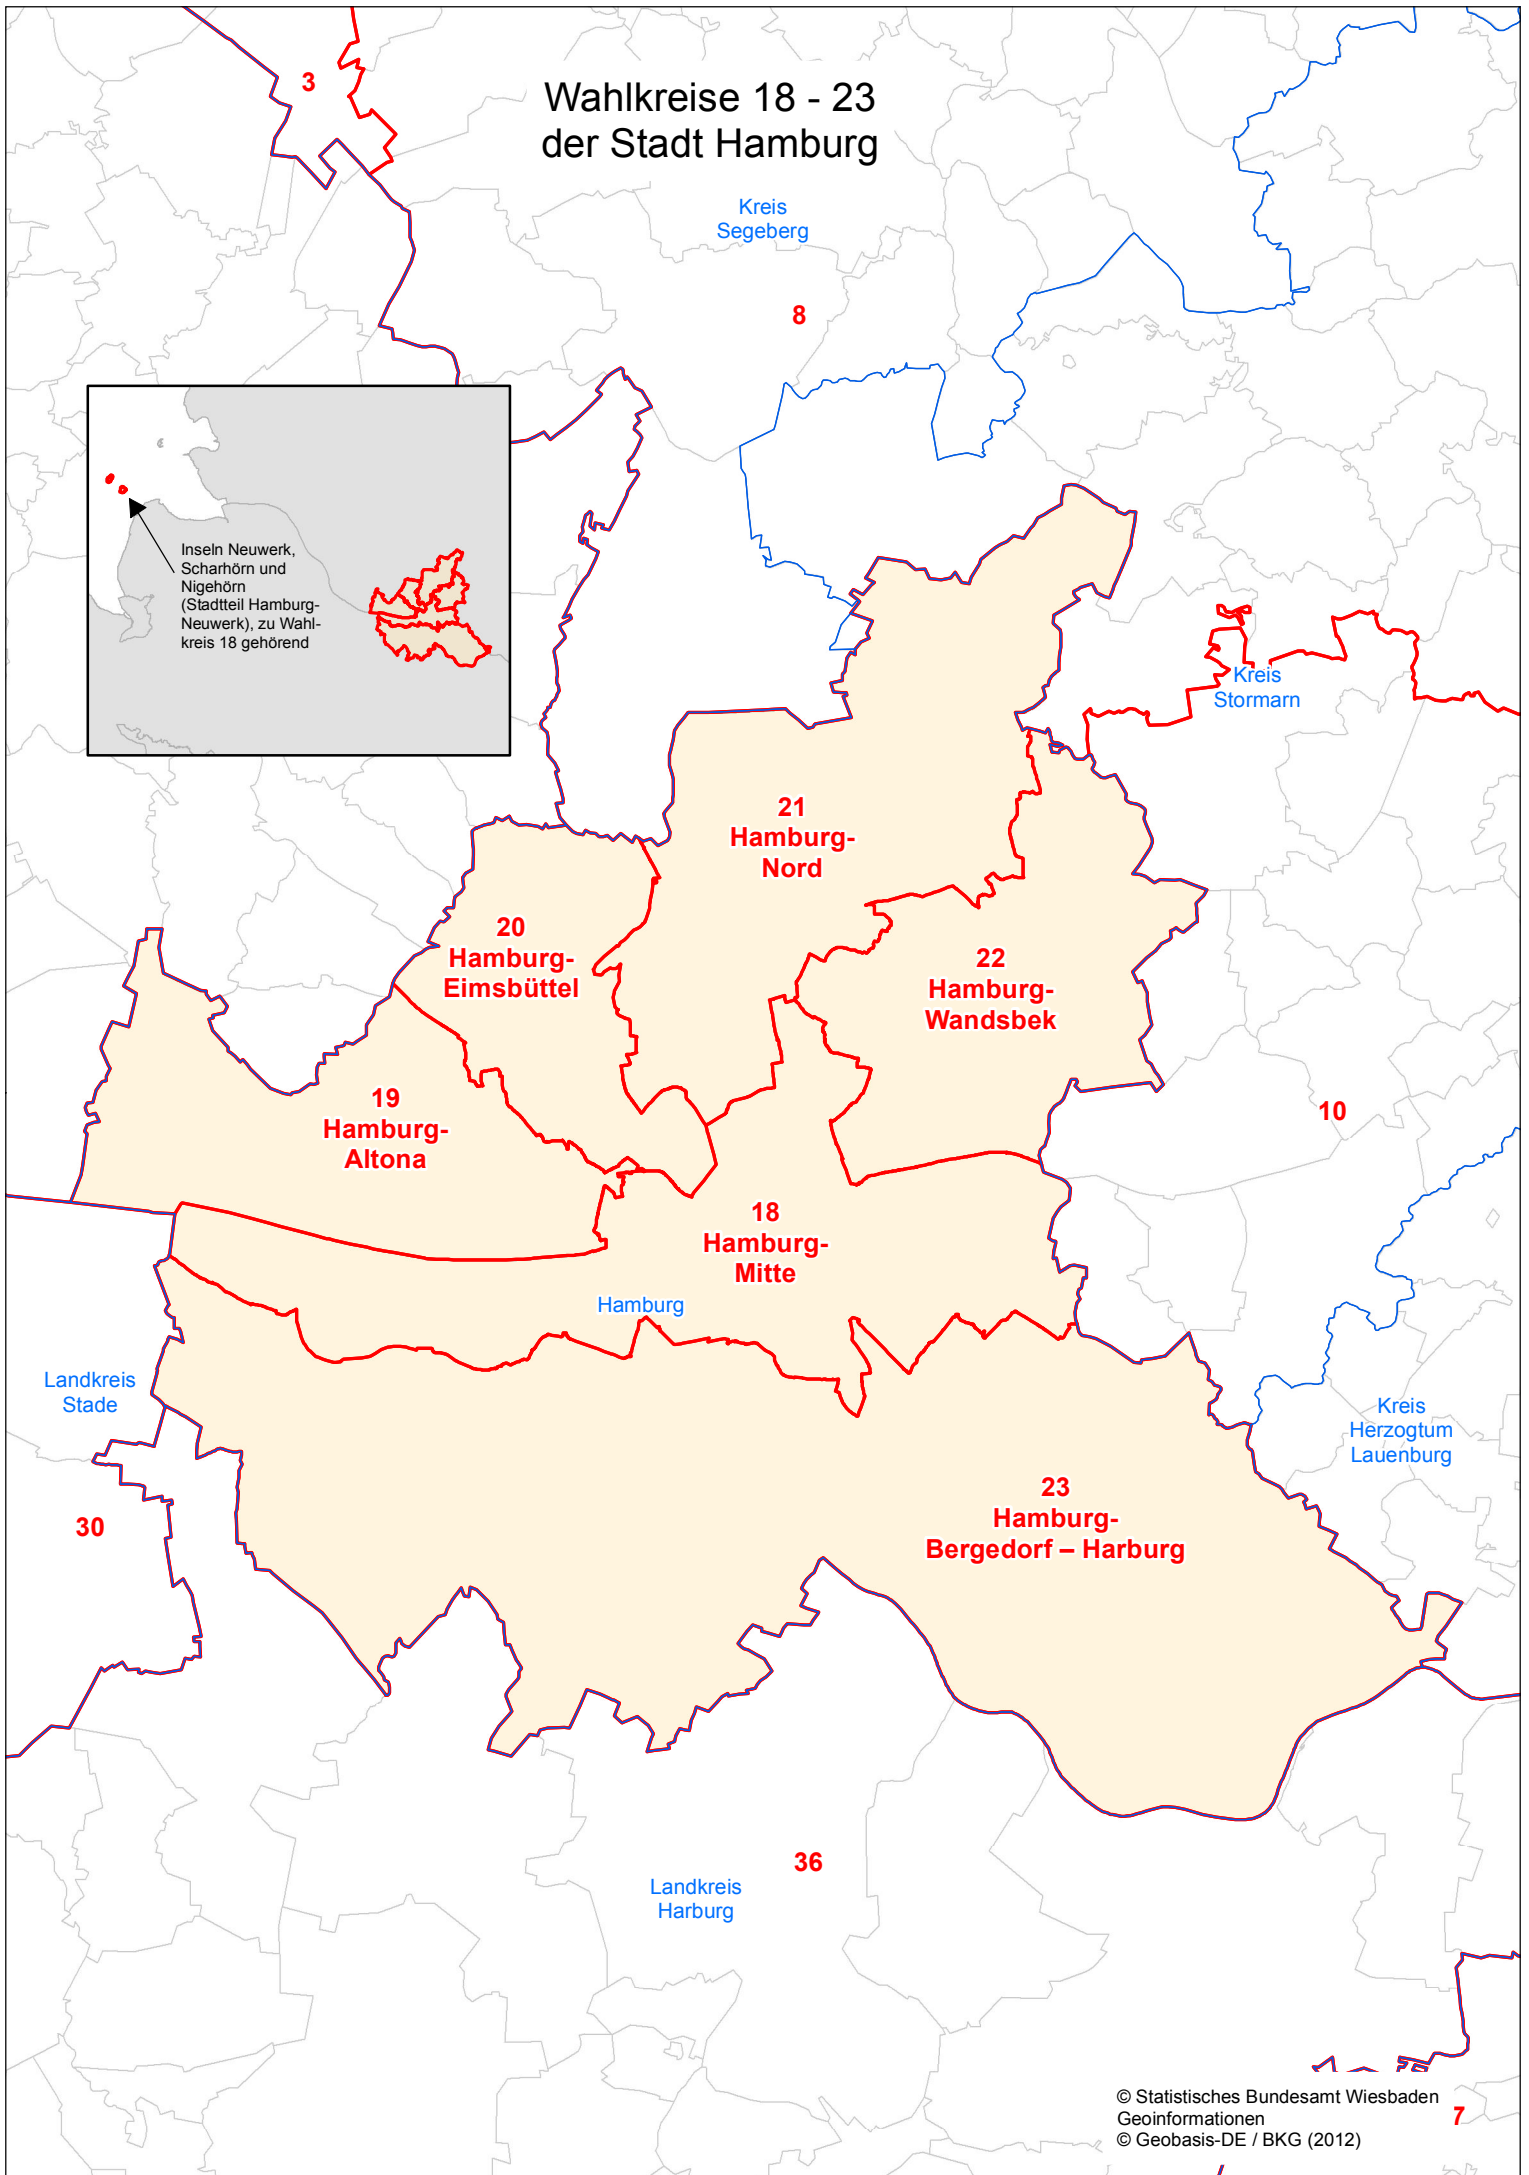 3
Wahlkreise 18 - 23
der Stadt Hamburg
Kreis
Segeberg
8
Inseln Neuwerk,
Scharhörn und
Nigehörn
(Stadtteil Hamburg-
Neuwerk), zu Wahl-
kreis 18 gehörend
Kreis
Stormarn
21
Hamburg-
Nord
20
Hamburg-
Eimsbüttel
22
Hamburg-
Wandsbek
19
Hamburg-
Altona
10
18
Hamburg-
Mitte
Hamburg
Landkreis
Stade
Kreis
Herzogtum
Lauenburg
30
23
Hamburg-
Bergedorf – Harburg
36
Landkreis
Harburg
© Statistisches Bundesamt Wiesbaden
Geoinformationen
© Geobasis-DE / BKG (2012)
7